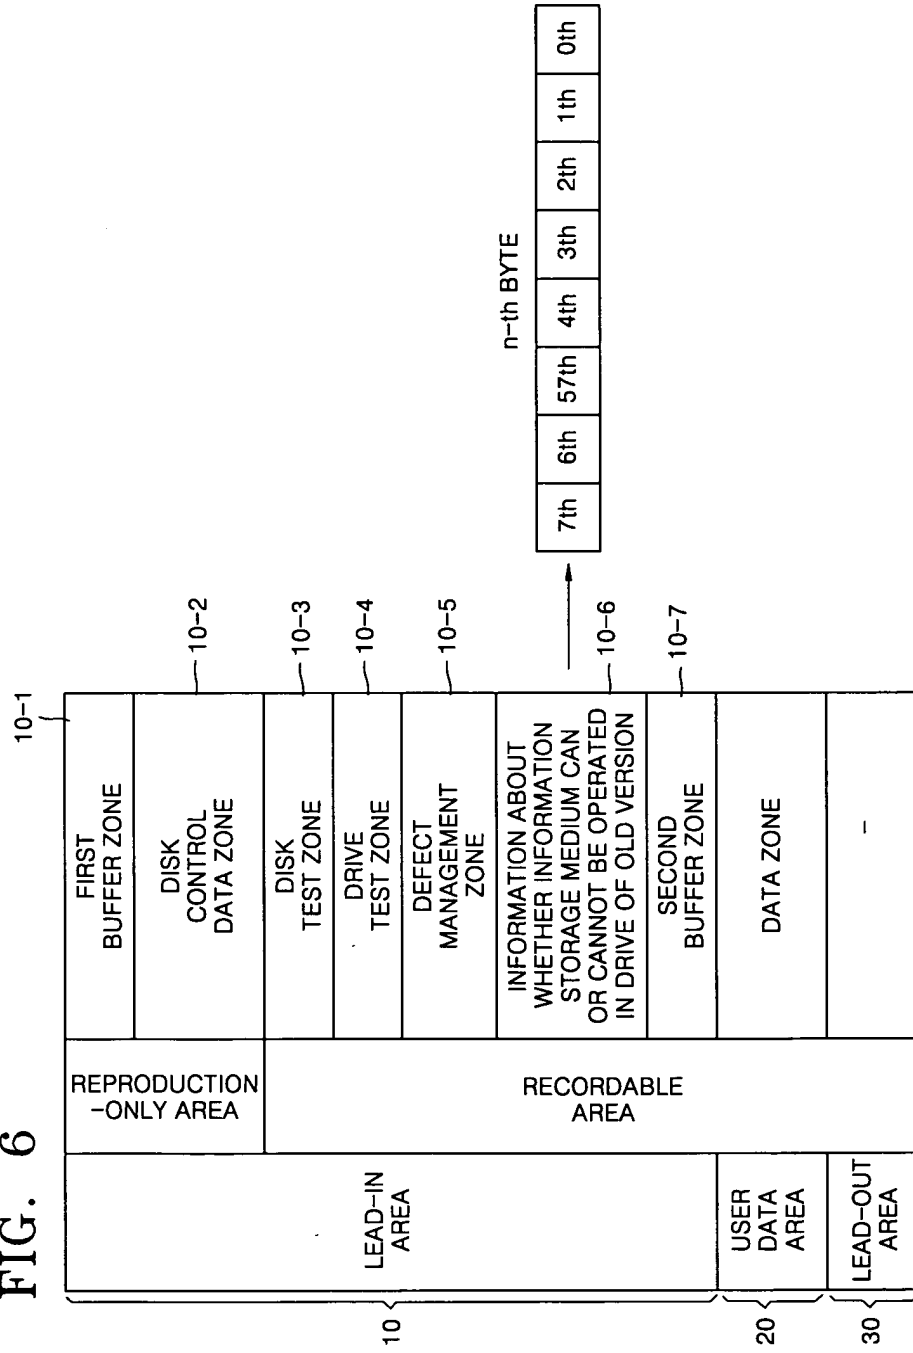 FIG. 6
10
LEAD-IN
AREA
REPRODUCTION
-ONLY AREA
FIRST
BUFFER ZONE
10-1
DISK
CONTROL
DATA ZONE
10-2
RECORDABLE
AREA
DISK
TEST ZONE
10-3
DRIVE
TEST ZONE
10-4
DEFECT
MANAGEMENT
ZONE
10-5
INFORMATION ABOUT
WHETHER INFORMATION
STORAGE MEDIUM CAN
OR CANNOT BE OPERATED
IN DRIVE OF OLD VERSION
10-6
n-th BYTE
7th
6th
57th
4th
3th
2th
1th
0th
SECOND
BUFFER ZONE
10-7
20
USER
DATA
AREA
DATA ZONE
30
LEAD-OUT
AREA
-